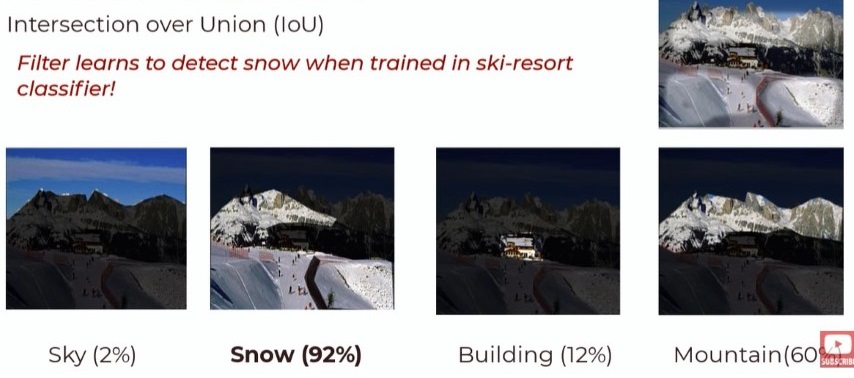 Intersection over Union (IoU)
Filter learns to detect snow when trained in ski-resort
classifier!
Sky (2%)
Snow (92%)
Building (12%)
Mountain(60%)
SUBSCRIBE